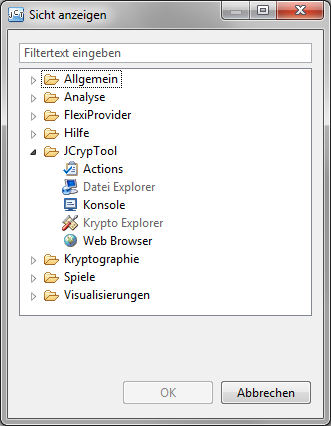 JCT Sicht anzeigen
Filtertext eingeben
Allgemein
Analyse
FlexiProvider
Hilfe
JCrypTool
Actions
Datei Explorer
Konsole
Krypto Explorer
Web Browser
Kryptographie
Spiele
Visualisierungen
OK Abbrechen